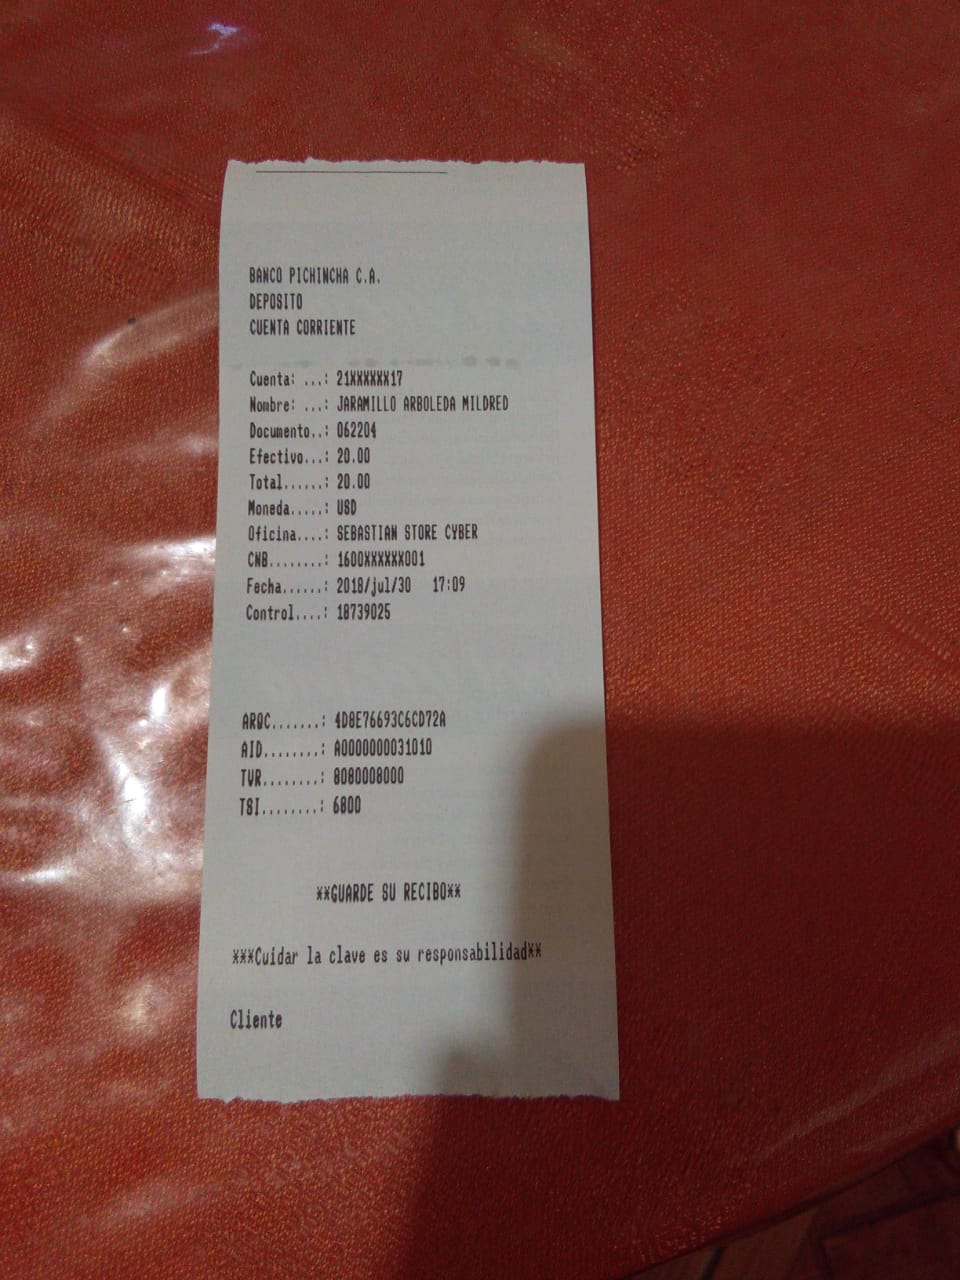 BANCO PICHINCHA C.A.
DEPOSITO
CUENTA CORRIENTE
Cuenta: ...: 21XXXXXX17
Nombre: ...: JARAMILLO ARBOLEDA MILDRED
Documento..: 062204
Efectivo...: 20.00
Total......: 20.00
Moneda.....: USD
Oficina....: SEBASTIAN STORE CYBER
CNB........: 1600XXXXXX001
Fecha......: 2018/jul/30 17:09
Control....: 18739025
ARQC.......: 4D8E76693C6CD72A
AID........: A0000000031010
TVR........: 8080008000
TSI........: 6800
**GUARDE SU RECIBO**
***Cuidar la clave es su responsabilidad**
Cliente